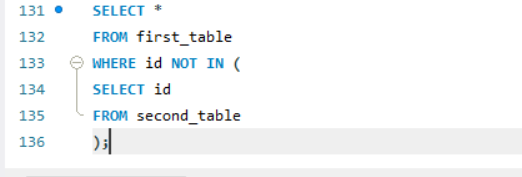 131 SELECT *
132 FROM first_table
133 WHERE id NOT IN (
134 SELECT id
135 FROM second_table
136 );